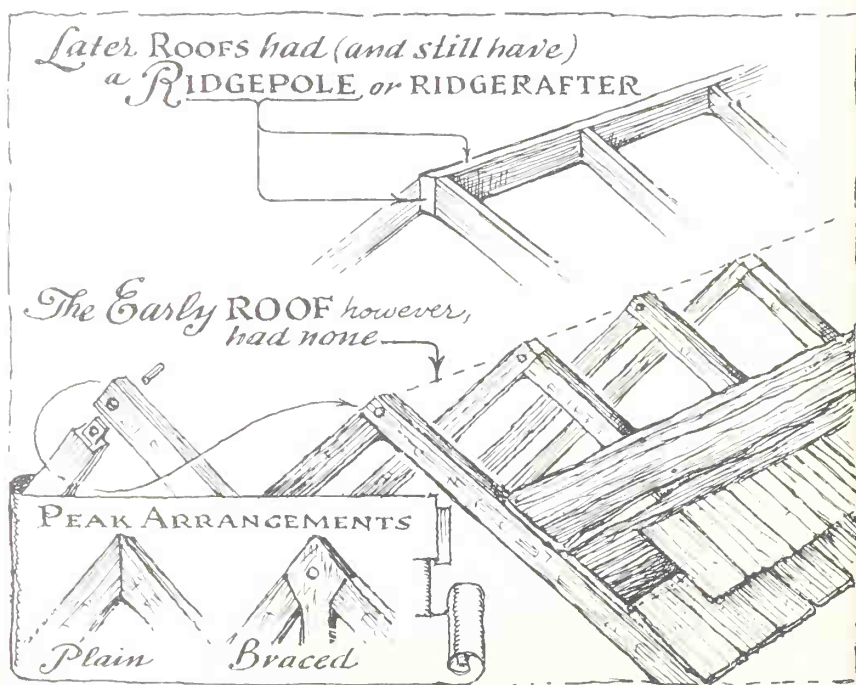 Later ROOFS had (and still have)
a RIDGEPOLE or RIDGERAFTER
The Early ROOF however,
had none
PEAK ARRANGEMENTS
Plain
Braced